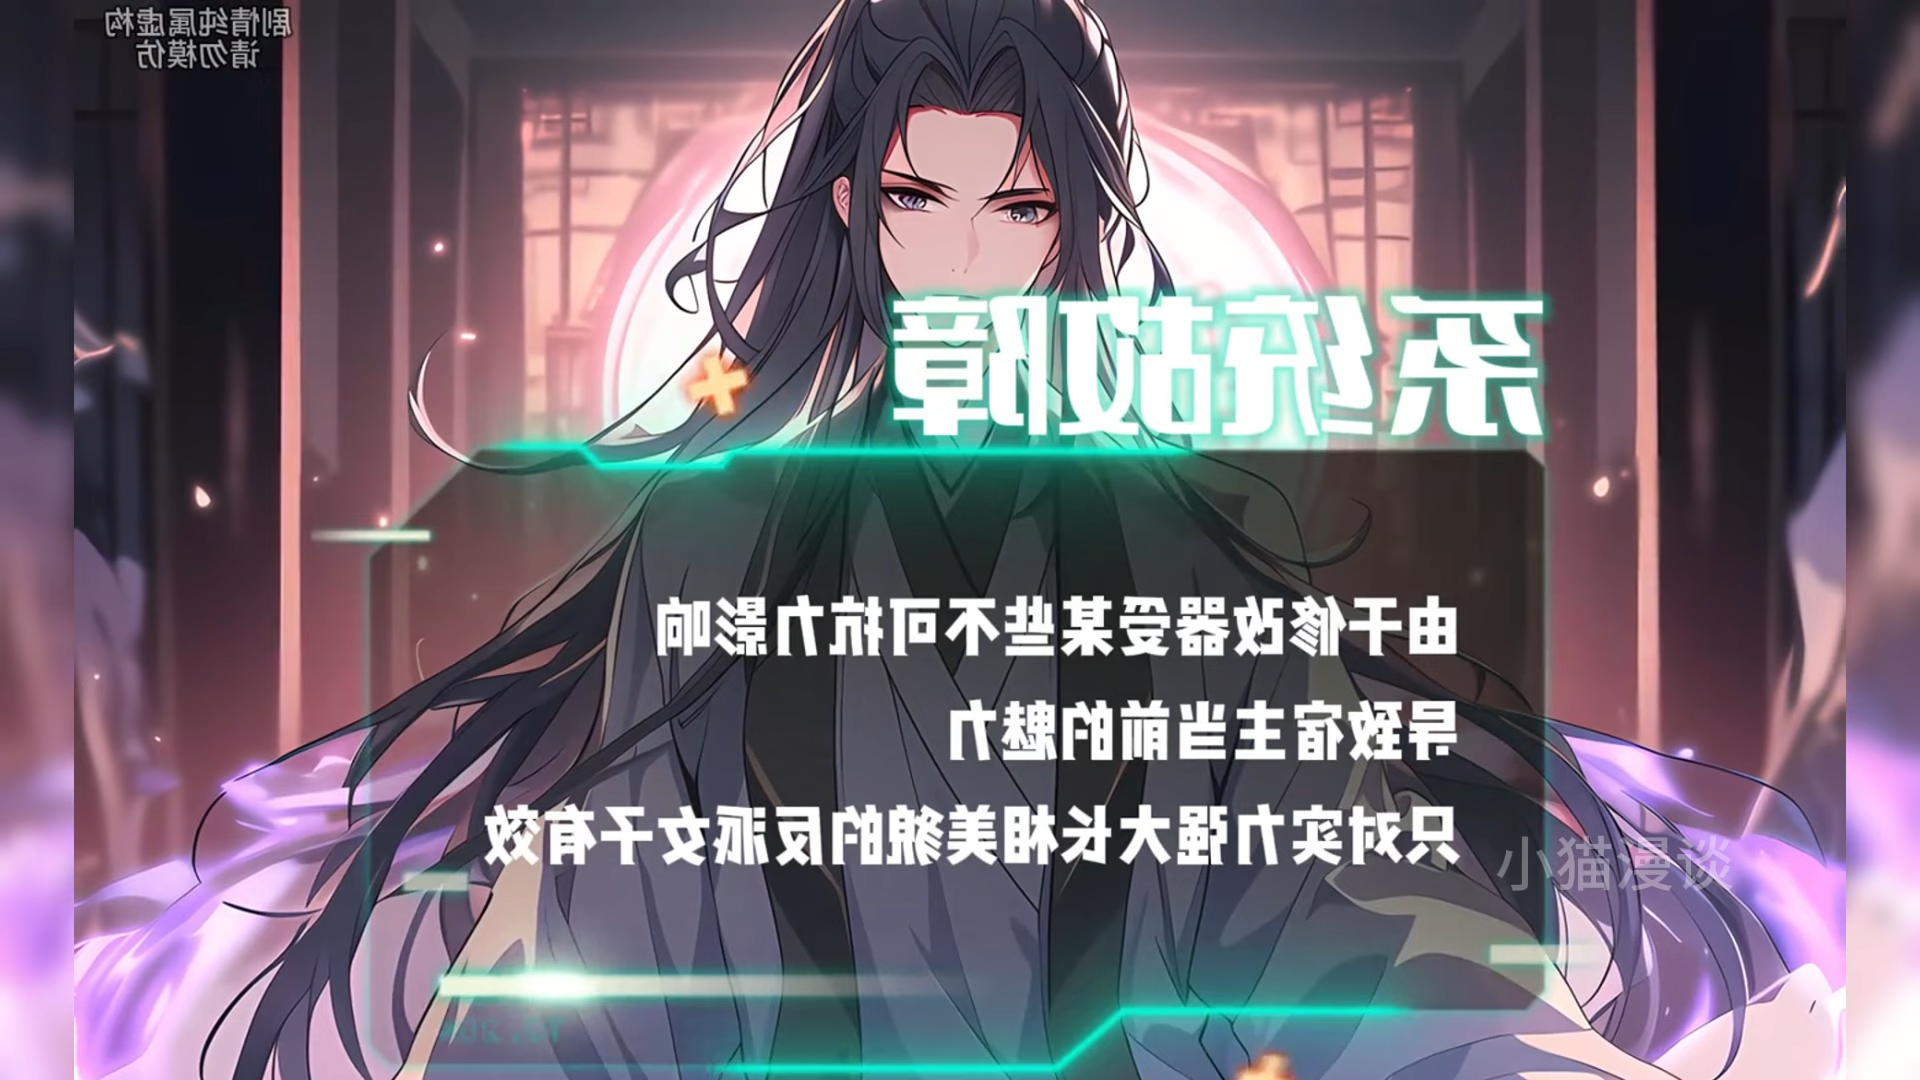 剧情纯属虚构
请勿模仿
系统故障
由于修改器受某些不可抗力影响
导致宿主当前的魅力
只对实力强大长相美貌的反派女子有效
小猫漫谈